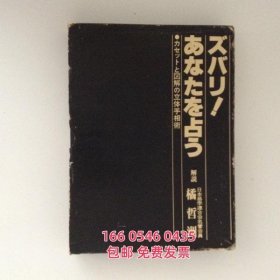 ズバリ!
あなたを占う
●カセットと図解の立体手相術
解説
橘哲
166 0546 0435
包邮 免费发货